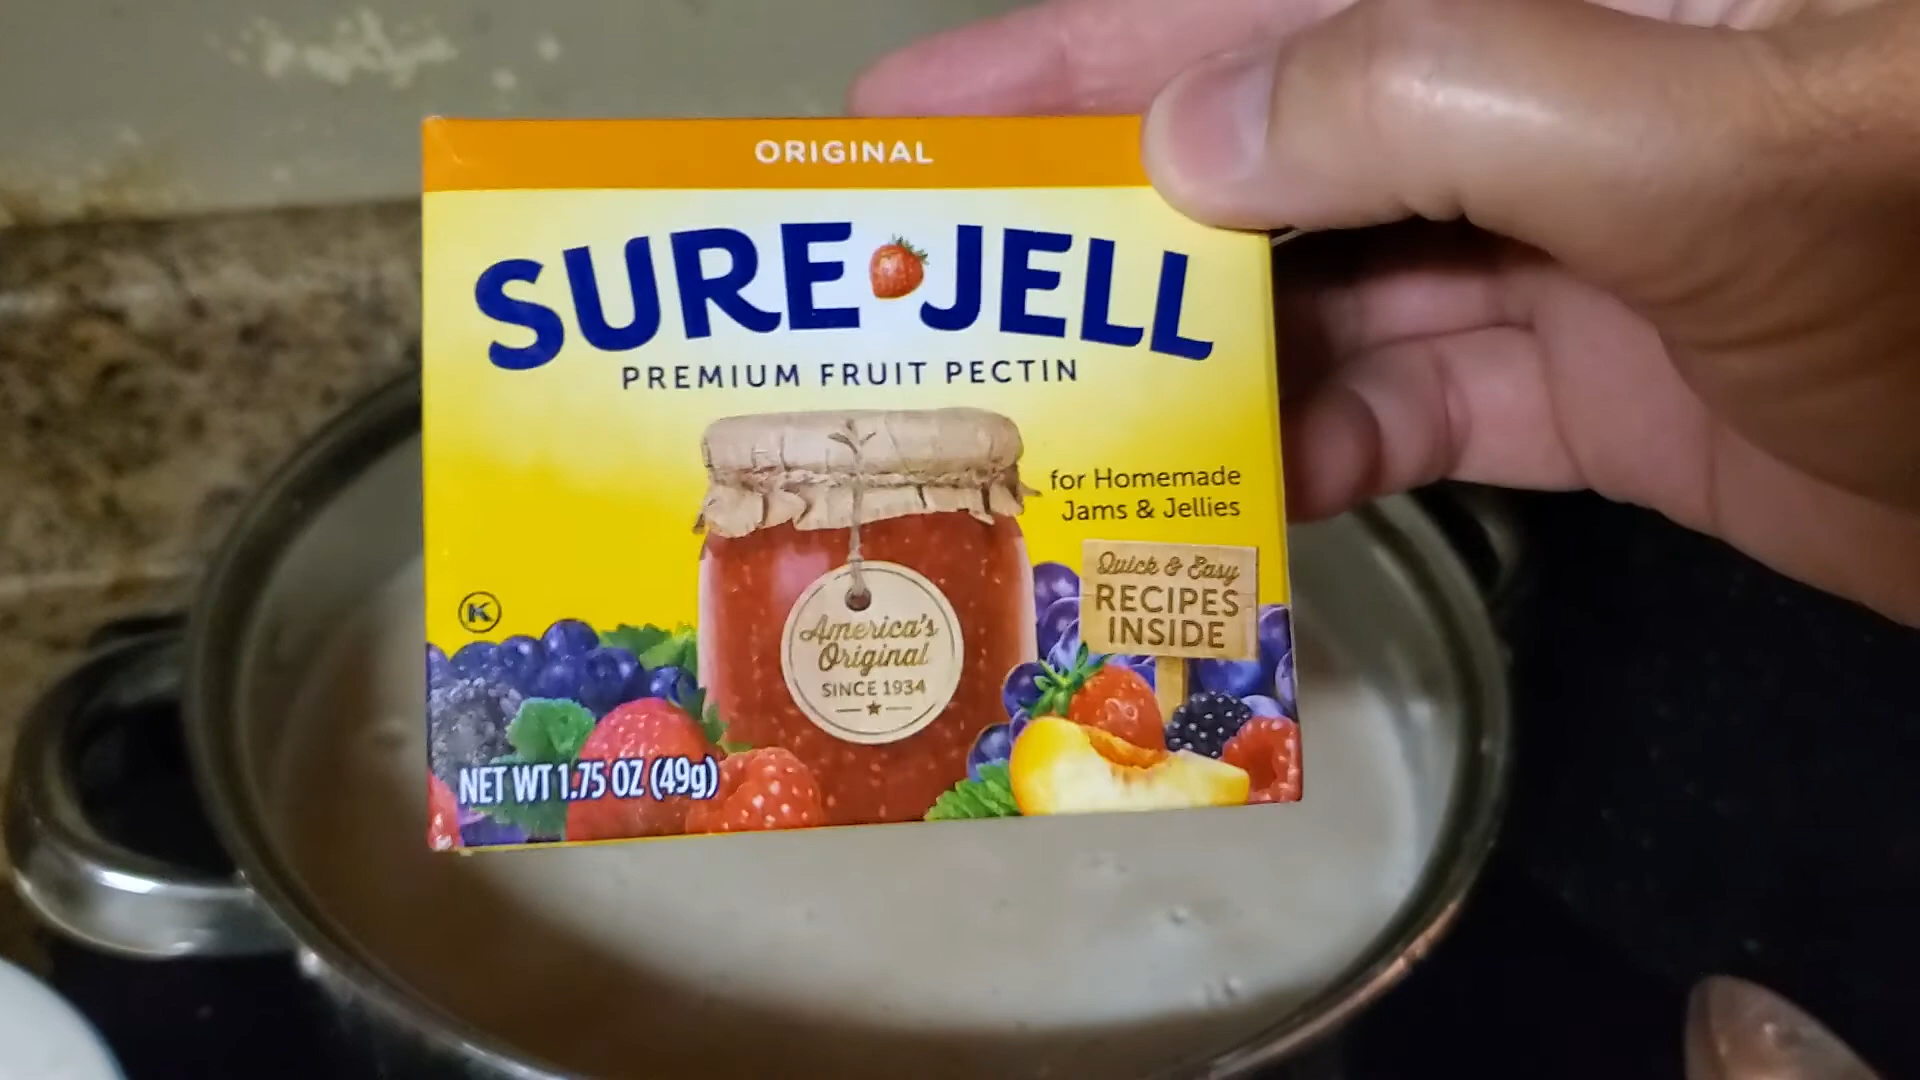 ORIGINAL
SURE JELL
PREMIUM FRUIT PECTIN
for Homemade
Jams & Jellies
Quick & Easy
RECIPES
INSIDE
K
America's
Original
SINCE 1934
NET WT 1.75 OZ (49g)